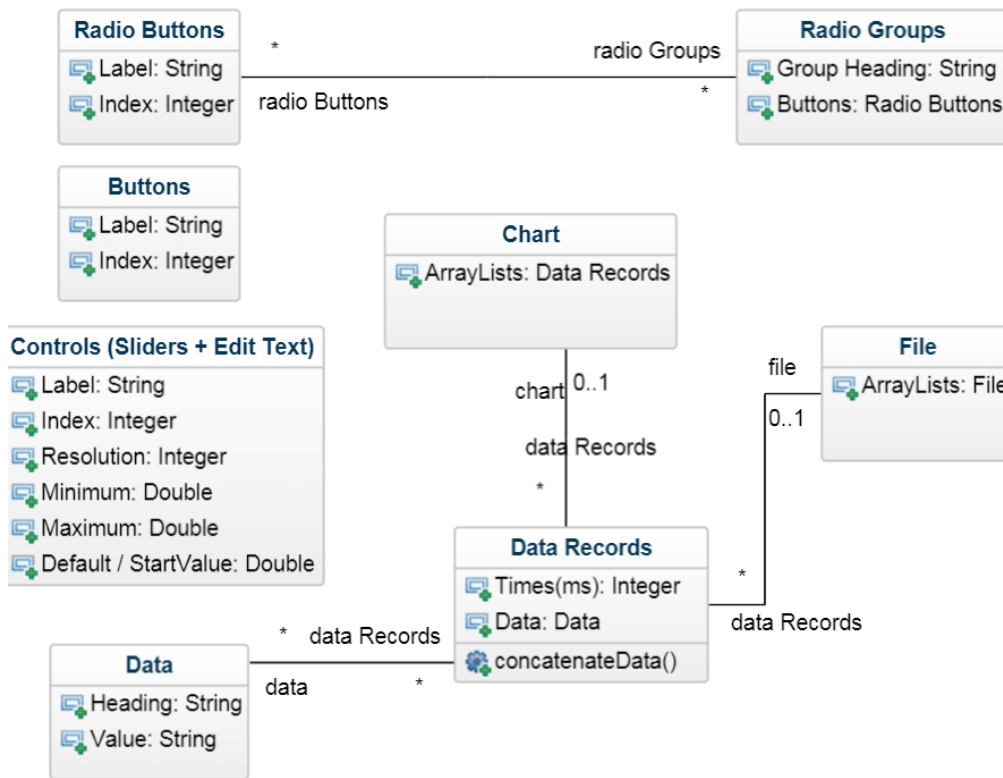 Radio Buttons
Label: String
Index: Integer
*
radio Buttons
radio Groups
*
Radio Groups
Group Heading: String
Buttons: Radio Buttons
Buttons
Label: String
Index: Integer
Chart
ArrayLists: Data Records
Controls (Sliders + Edit Text)
Label: String
Index: Integer
Resolution: Integer
Minimum: Double
Maximum: Double
Default / StartValue: Double
chart
0..1
data Records
*
file
0..1
File
ArrayLists: File
Data Records
Times(ms): Integer
Data: Data
concatenateData()
*
data Records
*
data Records
data
*
Data
Heading: String
Value: String